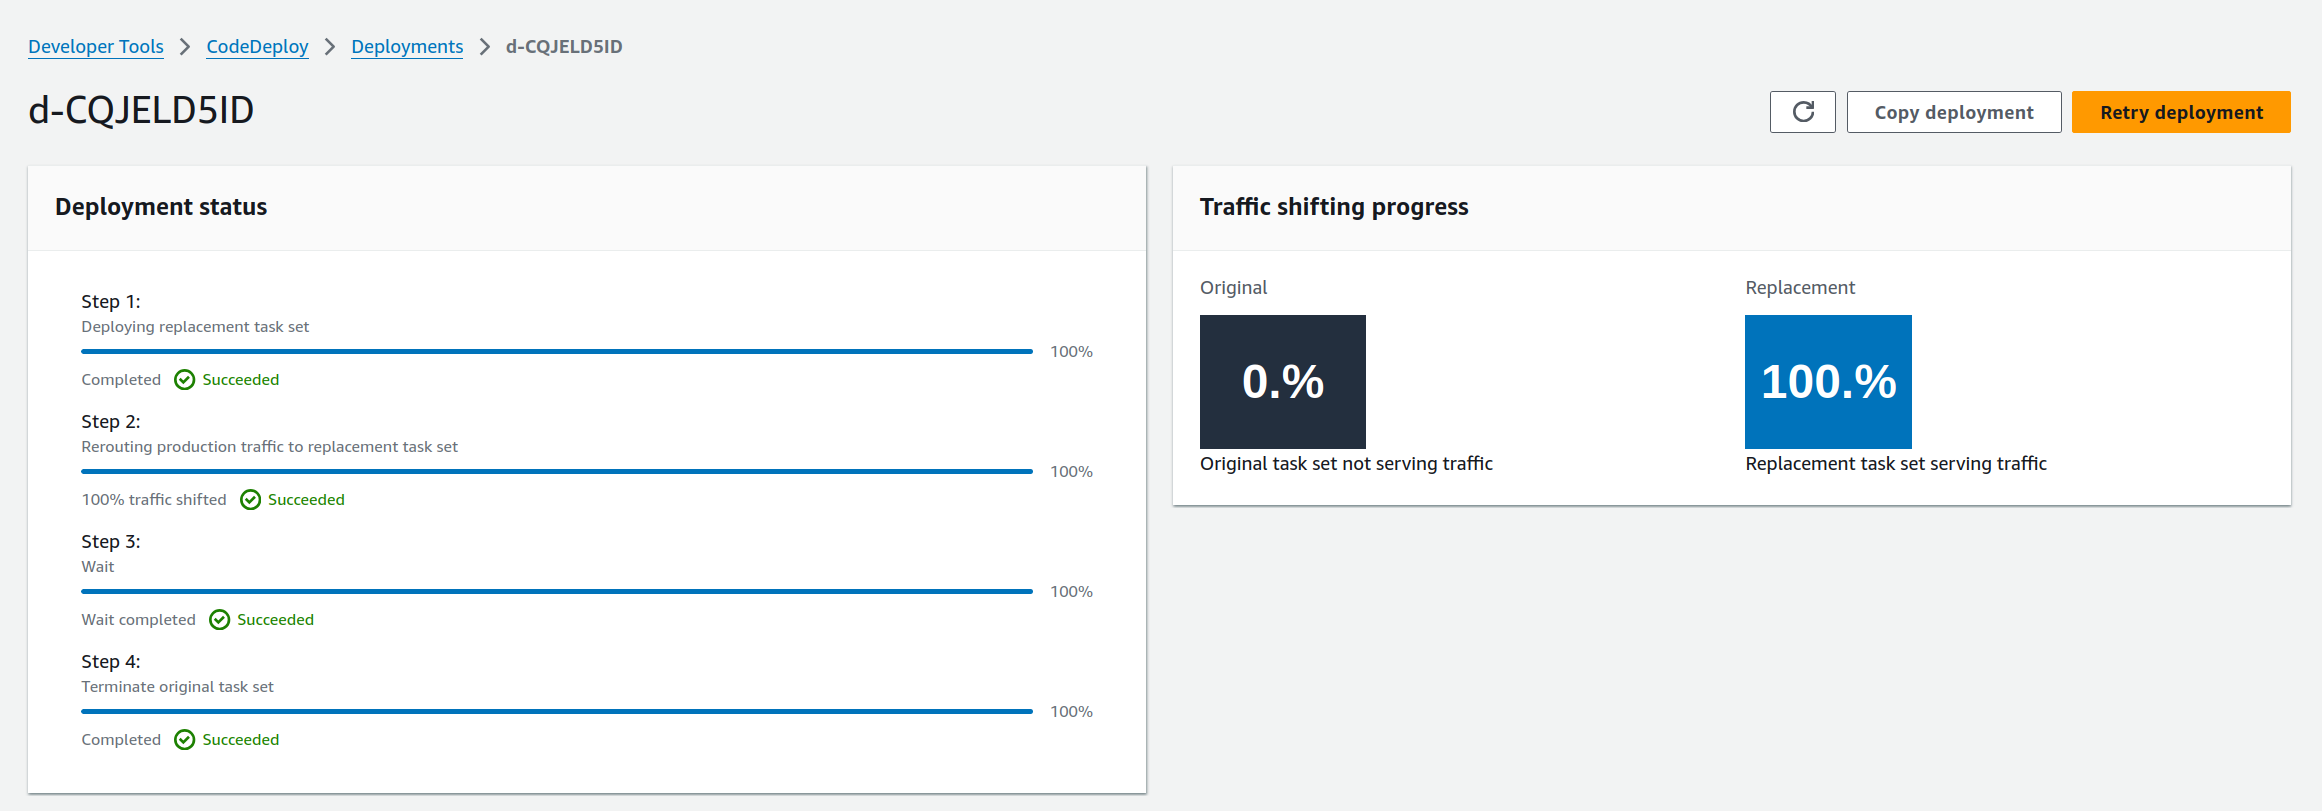 Developer Tools > CodeDeploy > Deployments > d-CQJELD5ID
d-CQJELD5ID
Copy deployment
Retry deployment
Deployment status
Step 1:
Deploying replacement task set
100%
Completed Succeeded
Step 2:
Rerouting production traffic to replacement task set
100%
100% traffic shifted Succeeded
Step 3:
Wait
100%
Wait completed Succeeded
Step 4:
Terminate original task set
100%
Completed Succeeded
Traffic shifting progress
Original
0.%
Original task set not serving traffic
Replacement
100.%
Replacement task set serving traffic